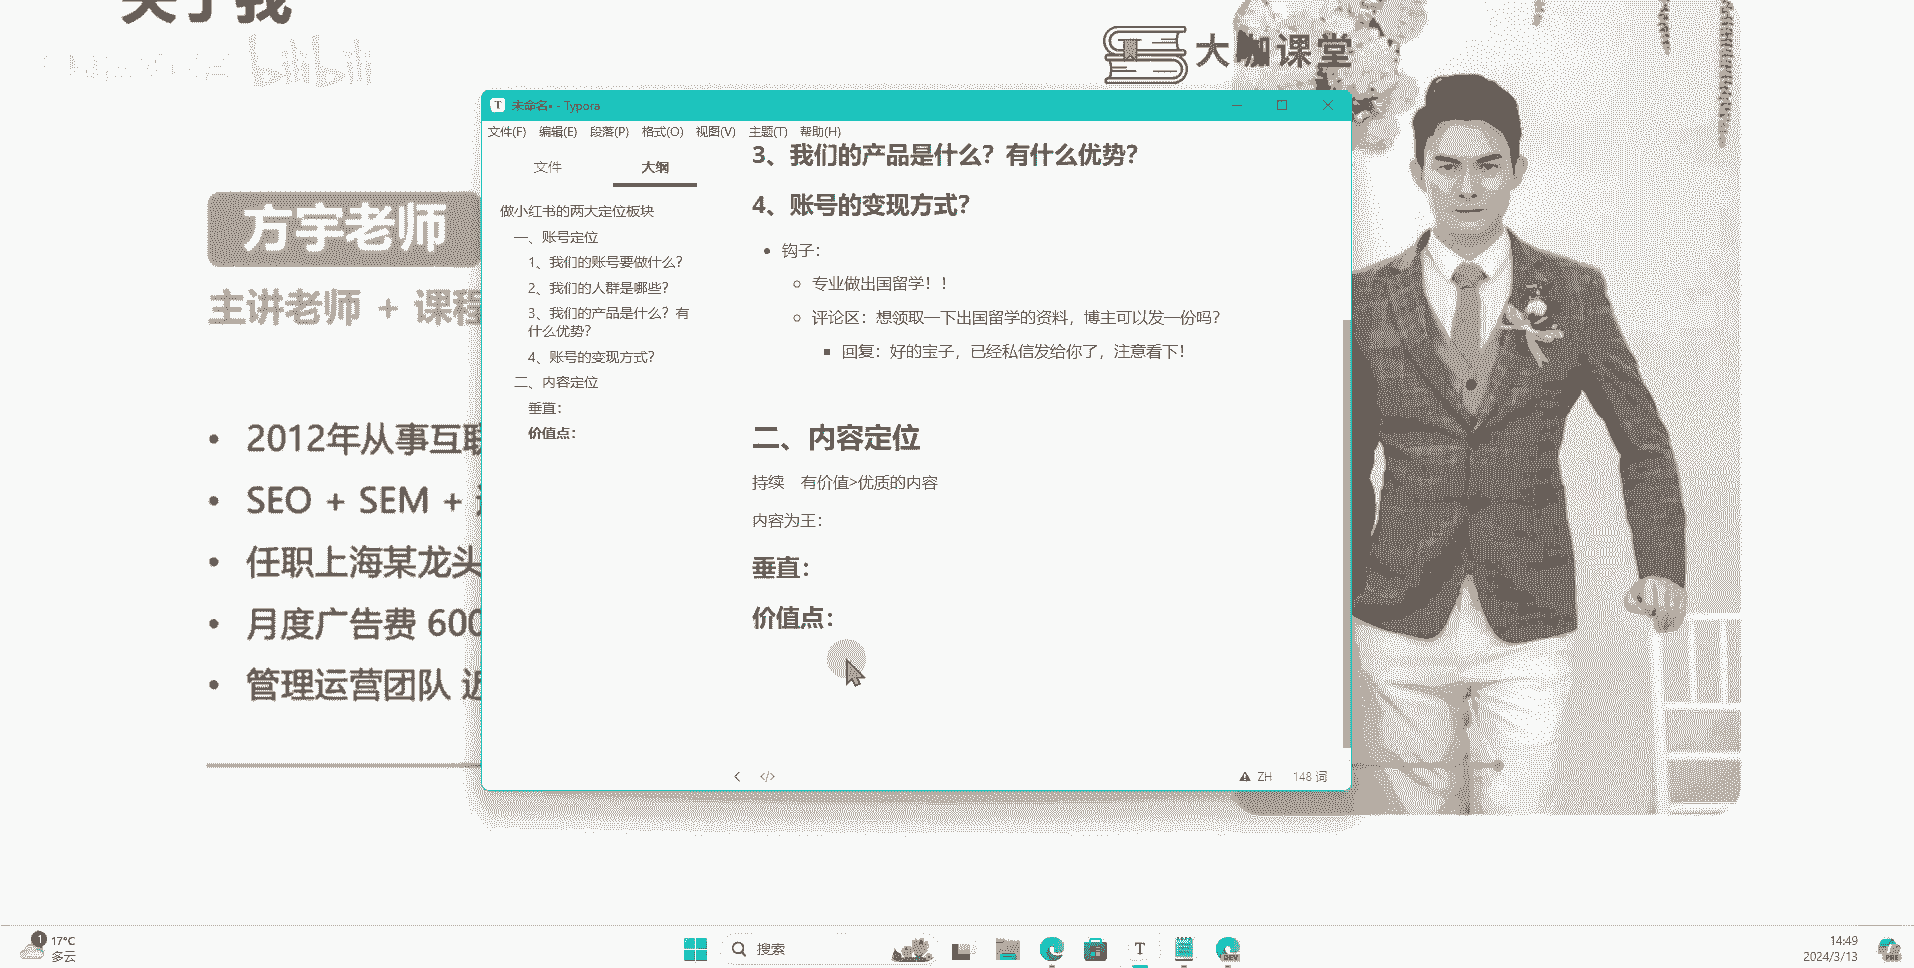 关于我
bilibili
大咖课堂
方宇老师
主讲老师 + 课程
2012年从事互联
SEO + SEM +
任职上海某龙头
月度广告费 600
管理运营团队 近
未命名• - Typora
文件(F) 编辑(E) 段落(P) 格式(O) 视图(V) 主题(T) 帮助(H)
文件 大纲
做小红书的两大定位板块
一、账号定位
1、我们的账号要做什么？
2、我们的人群是哪些？
3、我们的产品是什么？有
什么优势？
4、账号的变现方式？
二、内容定位
垂直：
价值点：
3、我们的产品是什么？有什么优势？
4、账号的变现方式？
钩子：
专业做出国留学！！
评论区：想领取一下出国留学的资料，博主可以发一份吗？
回复：好的宝子，已经私信发给你了，注意看下！
二、内容定位
持续 有价值>优质的内容
内容为王：
垂直：
价值点：
</> ZH 148 词
1 17°C
多云
搜索
T
DEV
14:49
2024/3/13
PRE